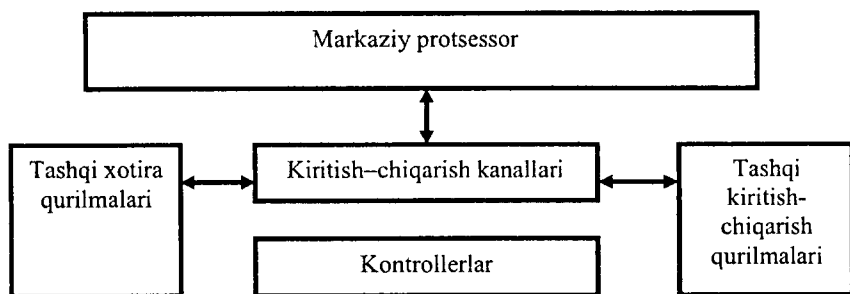 Markaziy protsessor
Tashqi xotira
qurilmalari
Kiritish–chiqarish kanallari
Tashqi
kiritish-
chiqarish
qurilmalari
Kontrollerlar